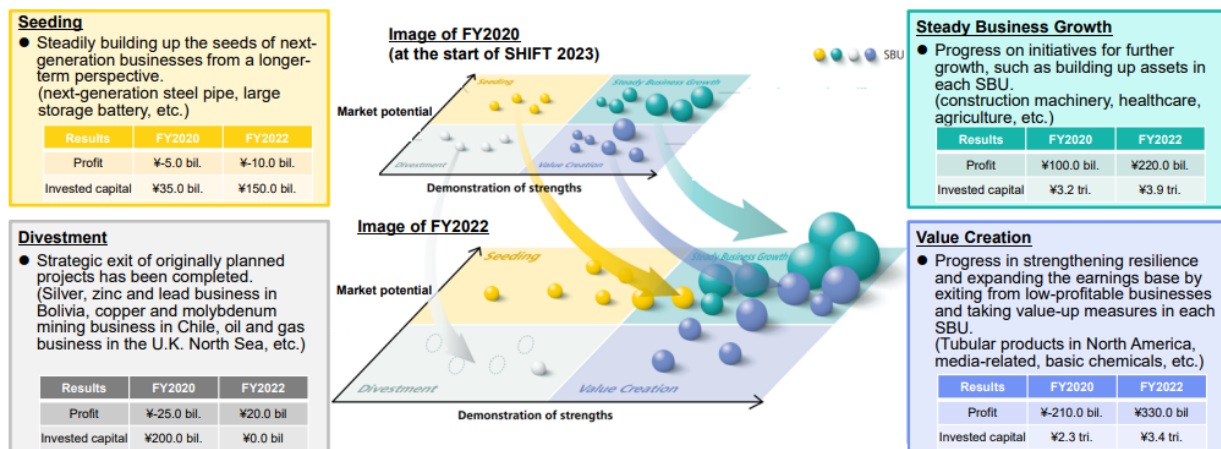 Seeding
● Steadily building up the seeds of next-
generation businesses from a longer-
term perspective.
(next-generation steel pipe, large
storage battery, etc.)
Results FY2020 FY2022
Profit ¥-5.0 bil. ¥-10.0 bil.
Invested capital ¥35.0 bil. ¥150.0 bil.
Divestment
● Strategic exit of originally planned
projects has been completed.
(Silver, zinc and lead business in
Bolivia, copper and molybdenum
mining business in Chile, oil and gas
business in the U.K. North Sea, etc.)
Results FY2020 FY2022
Profit ¥-25.0 bil. ¥20.0 bil
Invested capital ¥200.0 bil. ¥0.0 bil
Image of FY2020
(at the start of SHIFT 2023)
SBU
Seeding
Steady Business Growth
Market potential
Divestment
Value Creation
Demonstration of strengths
Image of FY2022
Seeding
Steady Business Growth
Market potential
Divestment
Value Creation
Demonstration of strengths
Steady Business Growth
● Progress on initiatives for further
growth, such as building up assets in
each SBU.
(construction machinery, healthcare,
agriculture, etc.)
Results FY2020 FY2022
Profit ¥100.0 bil. ¥220.0 bil.
Invested capital ¥3.2 tri. ¥3.9 tri.
Value Creation
● Progress in strengthening resilience
and expanding the earnings base by
exiting from low-profitable businesses
and taking value-up measures in each
SBU.
(Tubular products in North America,
media-related, basic chemicals, etc.)
Results FY2020 FY2022
Profit ¥-210.0 bil. ¥330.0 bil
Invested capital ¥2.3 tri. ¥3.4 tri.